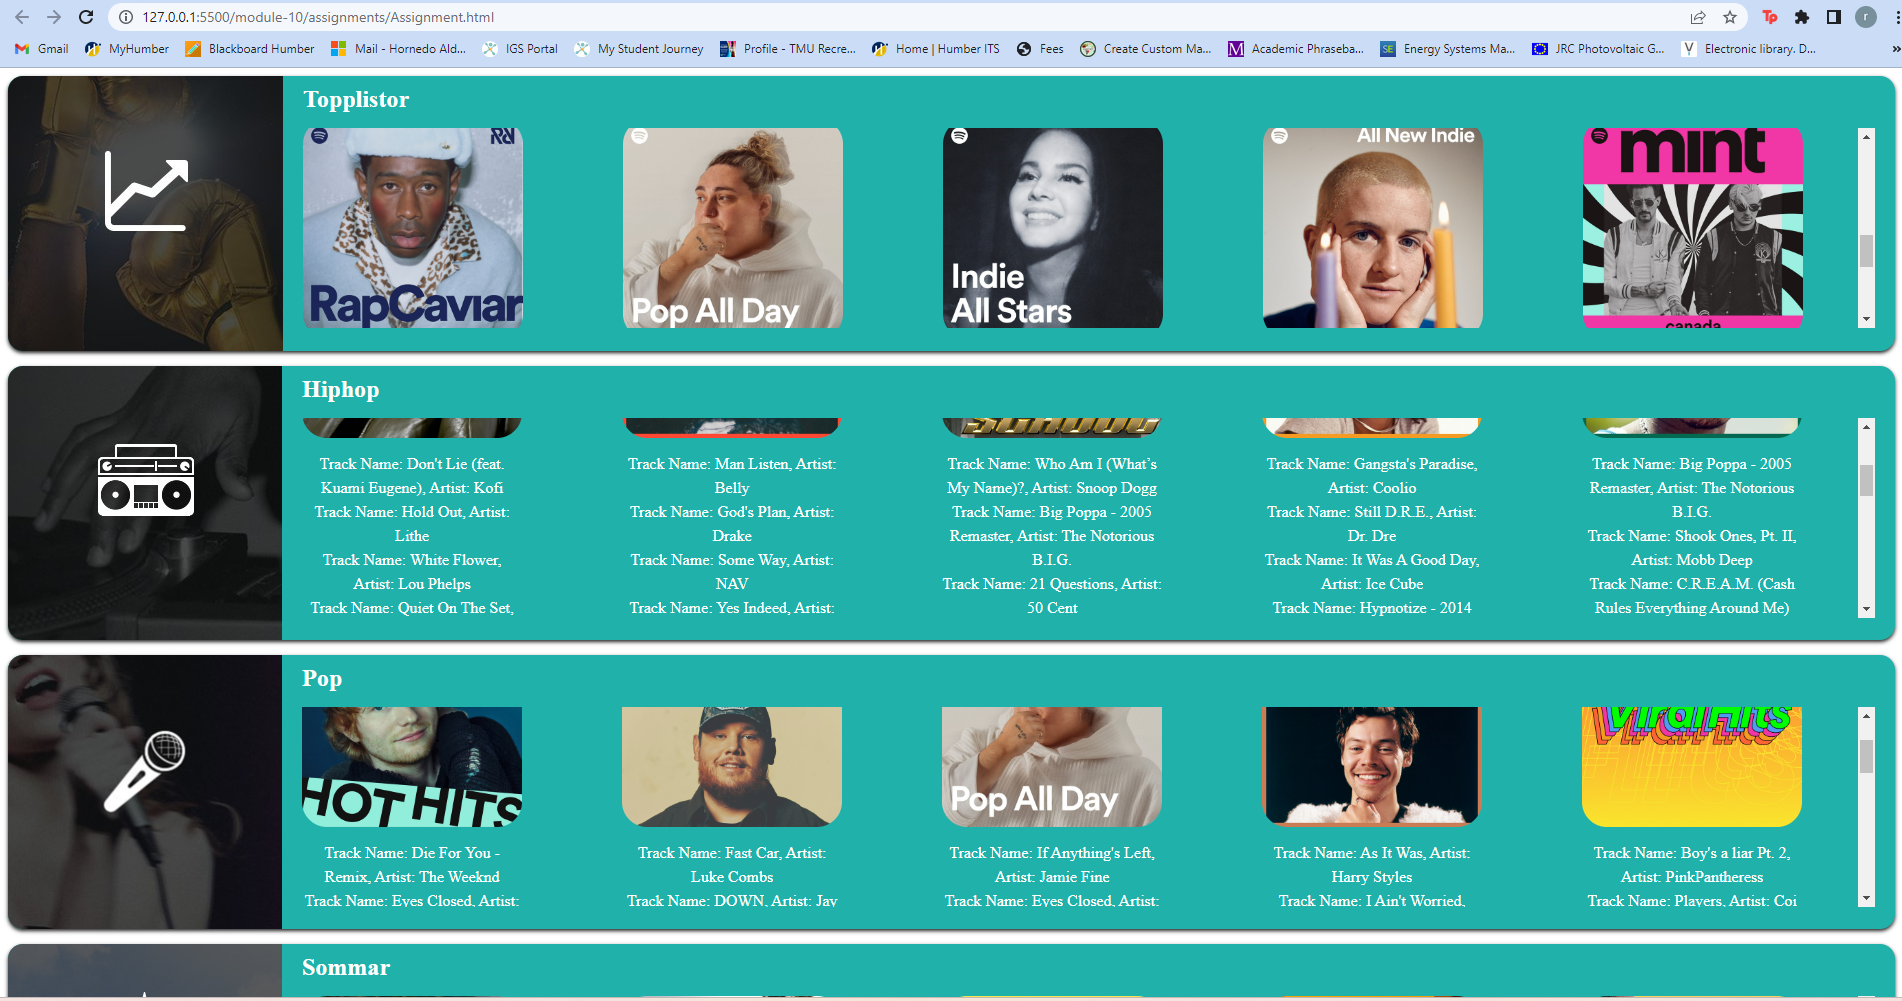 127.0.0.1:5500/module-10/assignments/Assignment.html
r
Gmail
MyHumber
Blackboard Humber
Mail - Hornedo Ald...
IGS Portal
My Student Journey
Profile - TMU Recre...
Home | Humber ITS
Fees
Create Custom Ma...
Academic Phraseba...
Energy Systems Ma...
JRC Photovoltaic G...
Electronic library. D...
Topplistor
RapCaviar
Pop All Day
Indie
All Stars
All New Indie
mint
canada
Hiphop
Track Name: Don't Lie (feat.
Kuami Eugene), Artist: Kofi
Track Name: Hold Out, Artist:
Lithe
Track Name: White Flower,
Artist: Lou Phelps
Track Name: Quiet On The Set,
Track Name: Man Listen, Artist:
Belly
Track Name: God's Plan, Artist:
Drake
Track Name: Some Way, Artist:
NAV
Track Name: Yes Indeed, Artist:
Track Name: Who Am I (What’s
My Name)?, Artist: Snoop Dogg
Track Name: Big Poppa - 2005
Remaster, Artist: The Notorious
B.I.G.
Track Name: 21 Questions, Artist:
50 Cent
Track Name: Gangsta's Paradise,
Artist: Coolio
Track Name: Still D.R.E., Artist:
Dr. Dre
Track Name: It Was A Good Day,
Artist: Ice Cube
Track Name: Hypnotize - 2014
Track Name: Big Poppa - 2005
Remaster, Artist: The Notorious
B.I.G.
Track Name: Shook Ones, Pt. II,
Artist: Mobb Deep
Track Name: C.R.E.A.M. (Cash
Rules Everything Around Me)
Pop
HOT HITS
Pop All Day
Viral Hits
Track Name: Die For You -
Remix, Artist: The Weeknd
Track Name: Eyes Closed, Artist:
Track Name: Fast Car, Artist:
Luke Combs
Track Name: DOWN, Artist: Jay
Track Name: If Anything's Left,
Artist: Jamie Fine
Track Name: Eyes Closed, Artist:
Track Name: As It Was, Artist:
Harry Styles
Track Name: I Ain't Worried,
Track Name: Boy's a liar Pt. 2,
Artist: PinkPantheress
Track Name: Players, Artist: Coi
Sommar